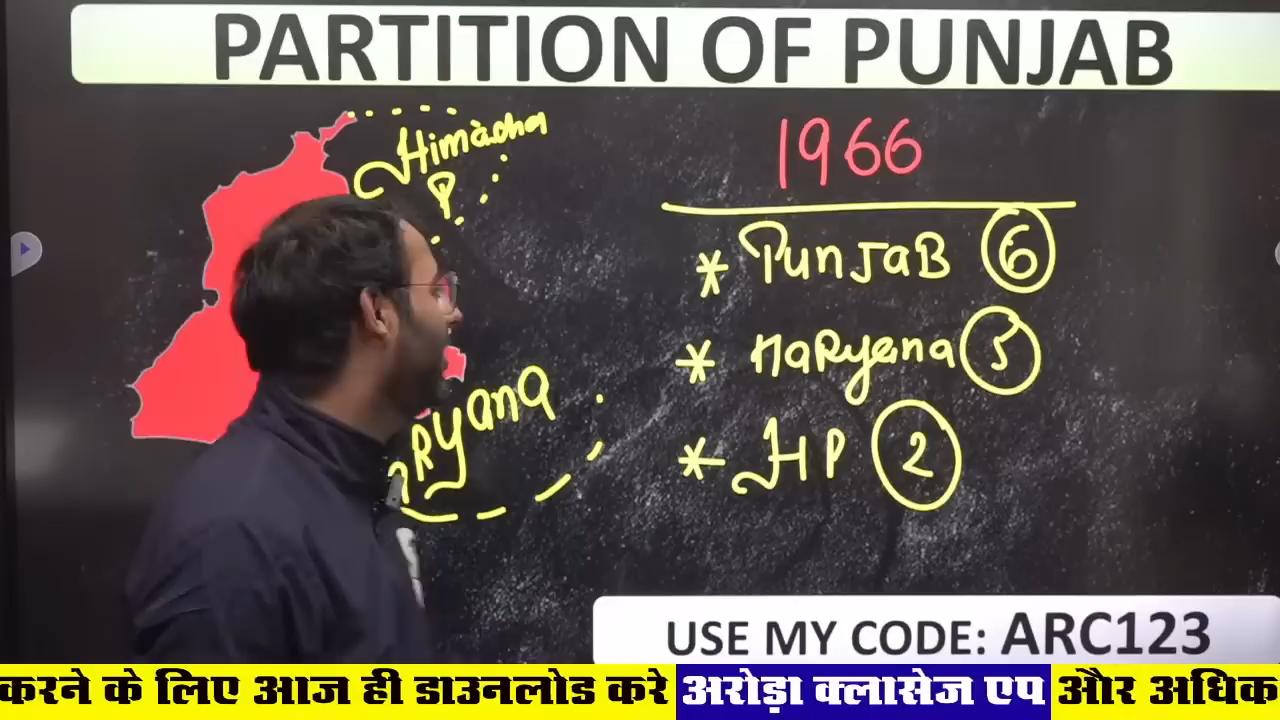 PARTITION OF PUNJAB
Himacha
P
1966
* PunJaB 6
* HaRyana 5
* HP 2
Ryana
USE MY CODE: ARC123
करने के लिए आज ही डाउनलोड करे अरोड़ा क्लासेज एप और अधिक